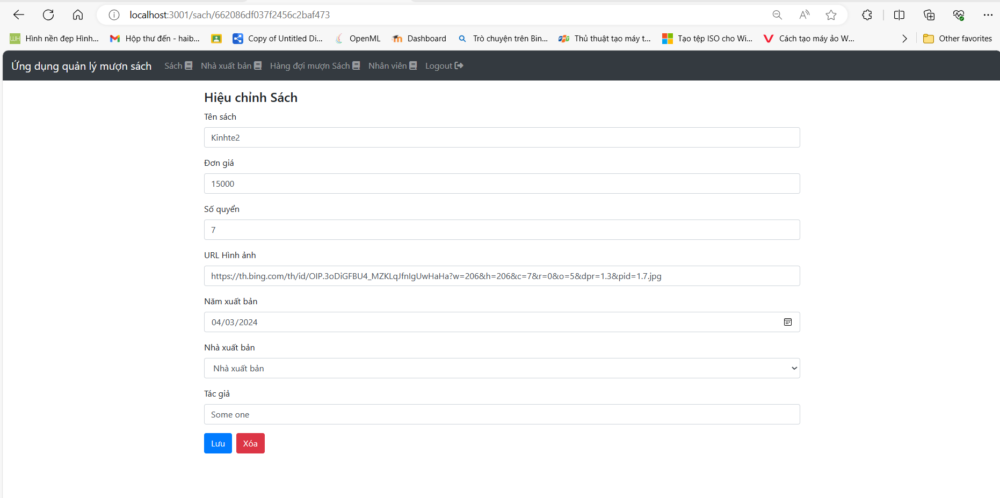 localhost:3001/sach/662086df037f2456c2baf473
Hình nền đẹp Hình... Hộp thư đến - haib... Copy of Untitled Di... OpenML Dashboard Trò chuyện trên Bin... Thủ thuật tạo máy t... Tạo tệp ISO cho Wi... Cách tạo máy ảo W... Other favorites
Ứng dụng quản lý mượn sách Sách Nhà xuất bản Hàng đợi mượn Sách Nhân viên Logout
Hiệu chỉnh Sách
Tên sách
Kinhte2
Đơn giá
15000
Số quyển
7
URL Hình ảnh
https://th.bing.com/th/id/OIP.3oDiGFBU4_MZKLqJfnIgUwHaHa?w=206&h=206&c=7&r=0&o=5&dpr=1.3&pid=1.7.jpg
Năm xuất bản
04/03/2024
Nhà xuất bản
Nhà xuất bản
Tác giả
Some one
Lưu Xóa